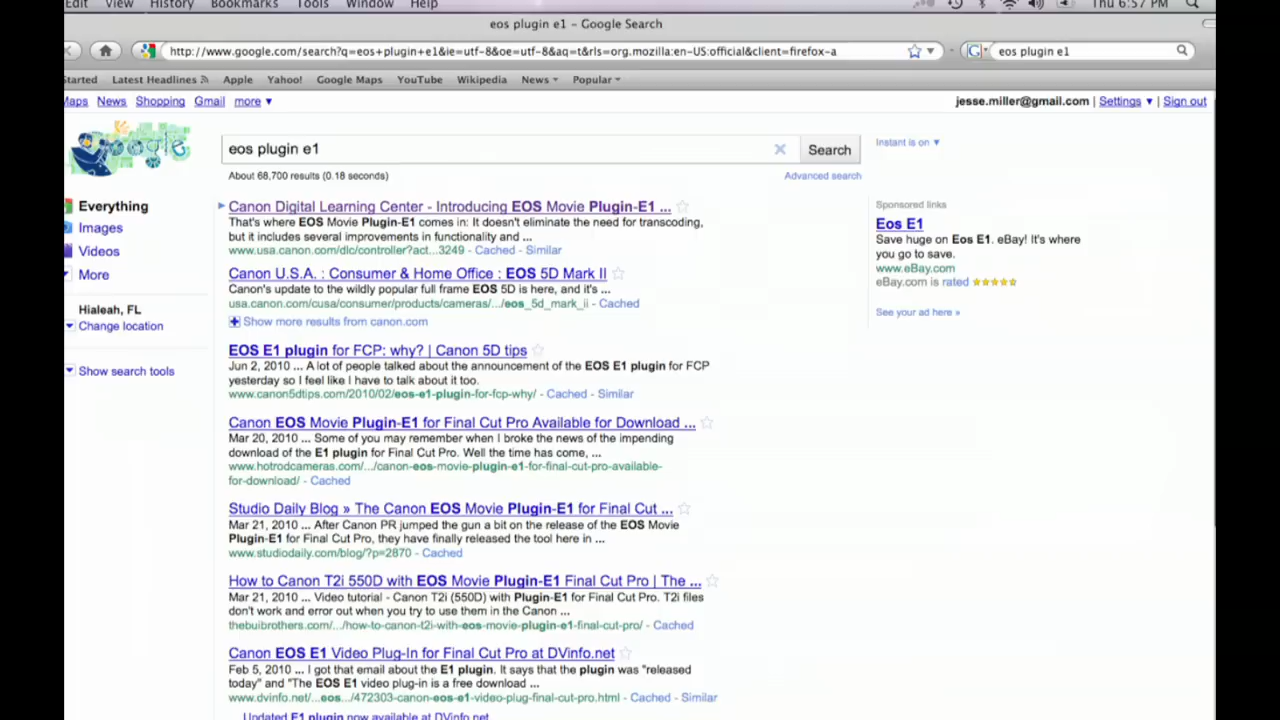 Edit View History Bookmarks Tools Window Help Thu 6:57 PM
eos plugin e1 - Google Search
http://www.google.com/search?q=eos+plugin+e1&ie=utf-8&oe=utf-8&aq=t&rls=org.mozilla:en-US:official&client=firefox-a eos plugin e1
Started Latest Headlines Apple Yahoo! Google Maps YouTube Wikipedia News Popular
Maps News Shopping Gmail more jesse.miller@gmail.com | Settings | Sign out
Google
eos plugin e1 Search Instant is on
About 68,700 results (0.18 seconds) Advanced search
Everything
Images
Videos
More
Hialeah, FL
Change location
Show search tools
Canon Digital Learning Center - Introducing EOS Movie Plugin-E1 ...
That's where EOS Movie Plugin-E1 comes in: It doesn't eliminate the need for transcoding,
but it includes several improvements in functionality and ...
www.usa.canon.com/dlc/controller?act...3249 - Cached - Similar
Canon U.S.A. : Consumer & Home Office : EOS 5D Mark II
Canon's update to the wildly popular full frame EOS 5D is here, and it's ...
usa.canon.com/cusa/consumer/products/cameras/.../eos_5d_mark_ii - Cached
Show more results from canon.com
EOS E1 plugin for FCP: why? | Canon 5D tips
Jun 2, 2010 ... A lot of people talked about the announcement of the EOS E1 plugin for FCP
yesterday so I feel like I have to talk about it too.
www.canon5dtips.com/2010/02/eos-e1-plugin-for-fcp-why/ - Cached - Similar
Canon EOS Movie Plugin-E1 for Final Cut Pro Available for Download ...
Mar 20, 2010 ... Some of you may remember when I broke the news of the impending
download of the E1 plugin for Final Cut Pro. Well the time has come, ...
www.hotrodcameras.com/.../canon-eos-movie-plugin-e1-for-final-cut-pro-available-
for-download/ - Cached
Studio Daily Blog » The Canon EOS Movie Plugin-E1 for Final Cut ...
Mar 21, 2010 ... After Canon PR jumped the gun a bit on the release of the EOS Movie
Plugin-E1 for Final Cut Pro, they have finally released the tool here in ...
www.studiodaily.com/blog/?p=2870 - Cached
How to Canon T2i 550D with EOS Movie Plugin-E1 Final Cut Pro | The ...
Mar 21, 2010 ... Video tutorial - Canon T2i (550D) with Plugin-E1 for Final Cut Pro. T2i files
don't work and error out when you try to use them in the Canon ...
thebuibrothers.com/.../how-to-canon-t2i-with-eos-movie-plugin-e1-final-cut-pro/ - Cached
Canon EOS E1 Video Plug-In for Final Cut Pro at DVinfo.net
Feb 5, 2010 ... I got that email about the E1 plugin. It says that the plugin was "released
today" and "The EOS E1 video plug-in is a free download ...
www.dvinfo.net/...eos.../472303-canon-eos-e1-video-plug-final-cut-pro.html - Cached - Similar
Updated E1 plugin now available at DVinfo.net
Sponsored links
Eos E1
Save huge on Eos E1. eBay! It's where
you go to save.
www.eBay.com
eBay.com is rated
See your ad here »